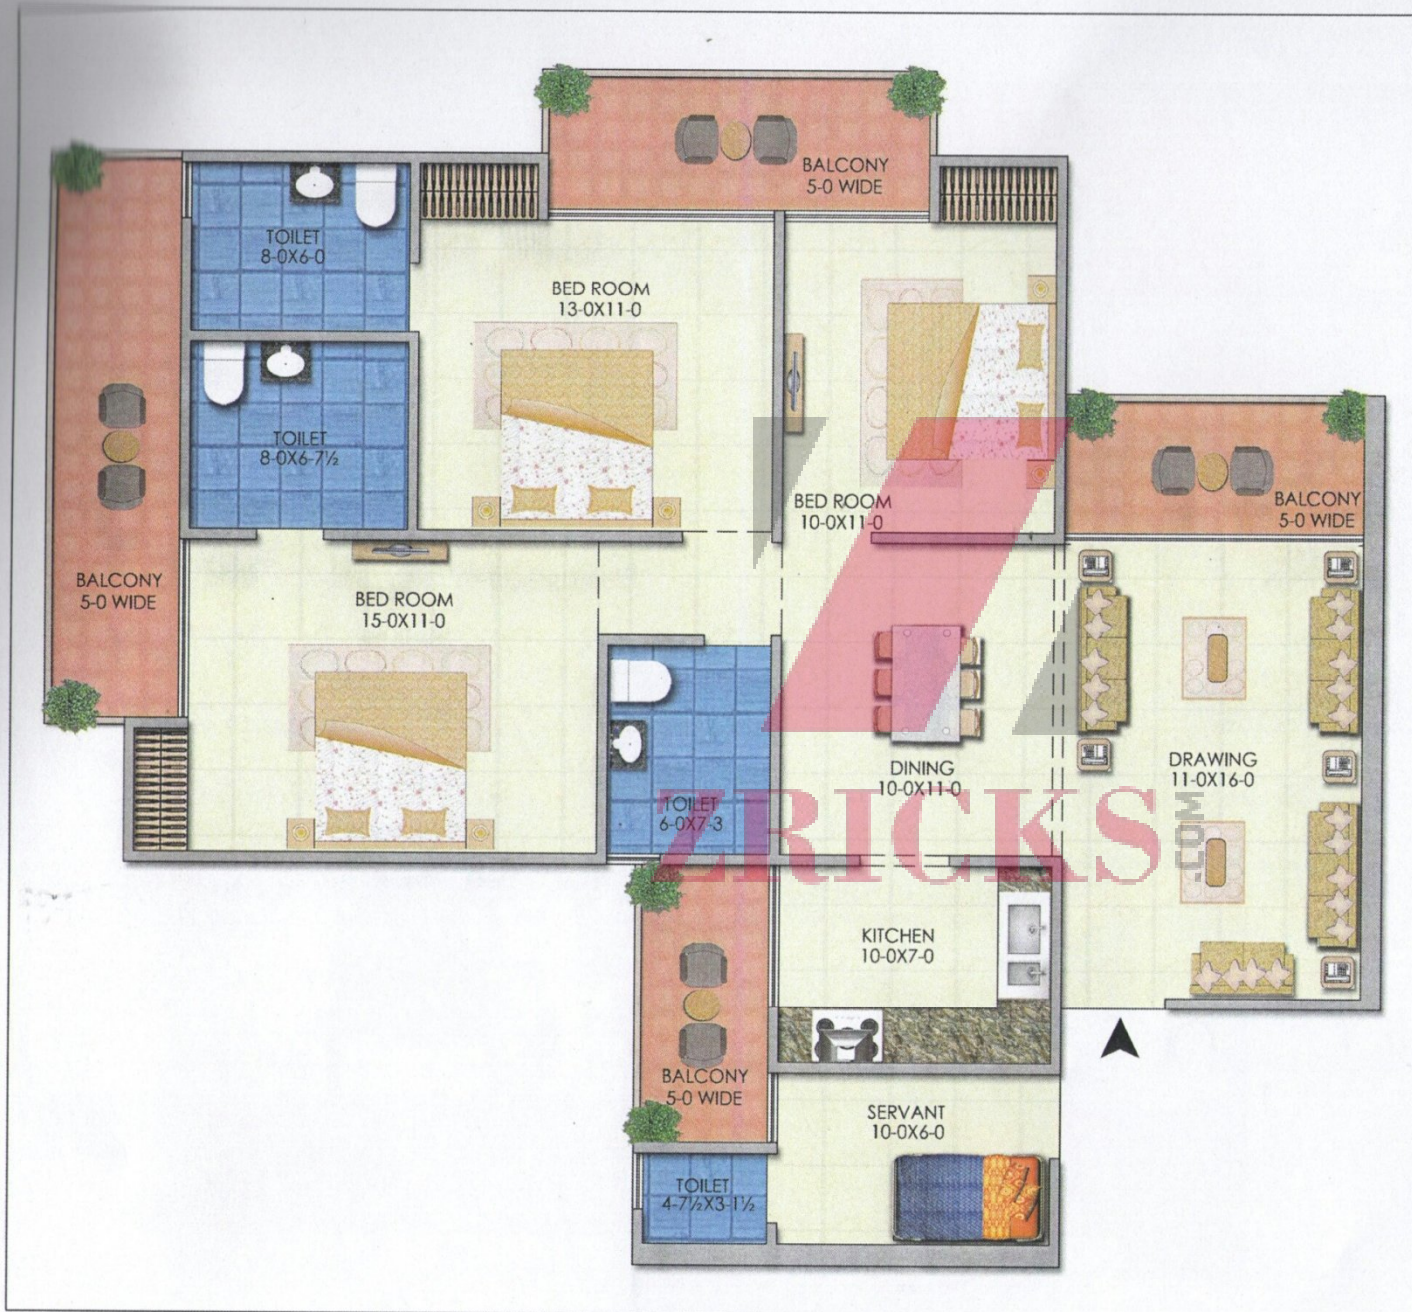 BALCONY
5-0 WIDE
TOILET
8-0X6-0
BED ROOM
13-0X11-0
TOILET
8-0X6-7½
BED ROOM
10-0X11-0
BALCONY
5-0 WIDE
BALCONY
5-0 WIDE
BED ROOM
15-0X11-0
DINING
10-0X11-0
DRAWING
11-0X16-0
TOILET
6-0X7-3
ZRICKS
.COM
KITCHEN
10-0X7-0
BALCONY
5-0 WIDE
SERVANT
10-0X6-0
TOILET
4-7½X3-1½